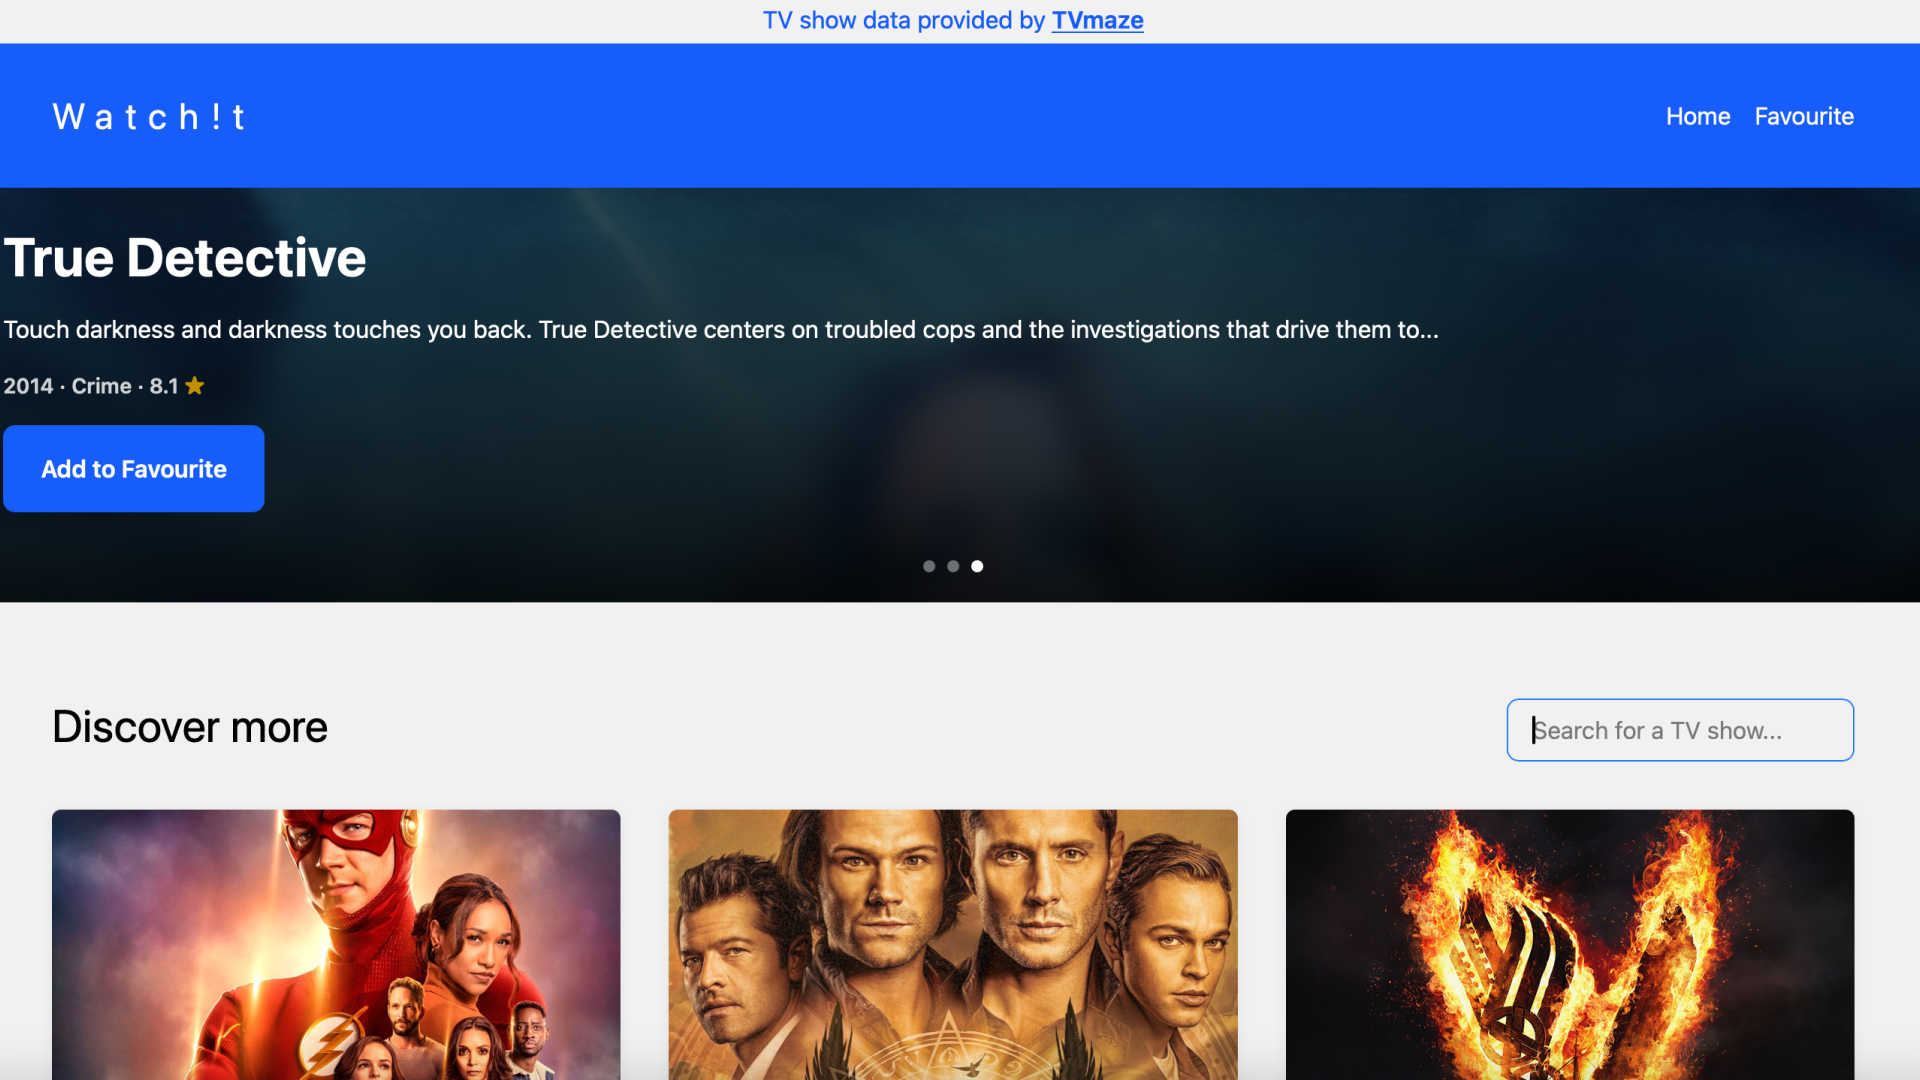 TV show data provided by TVmaze
Watch!t
Home Favourite
True Detective
Touch darkness and darkness touches you back. True Detective centers on troubled cops and the investigations that drive them to...
2014 · Crime · 8.1
Add to Favourite
Discover more
Search for a TV show...